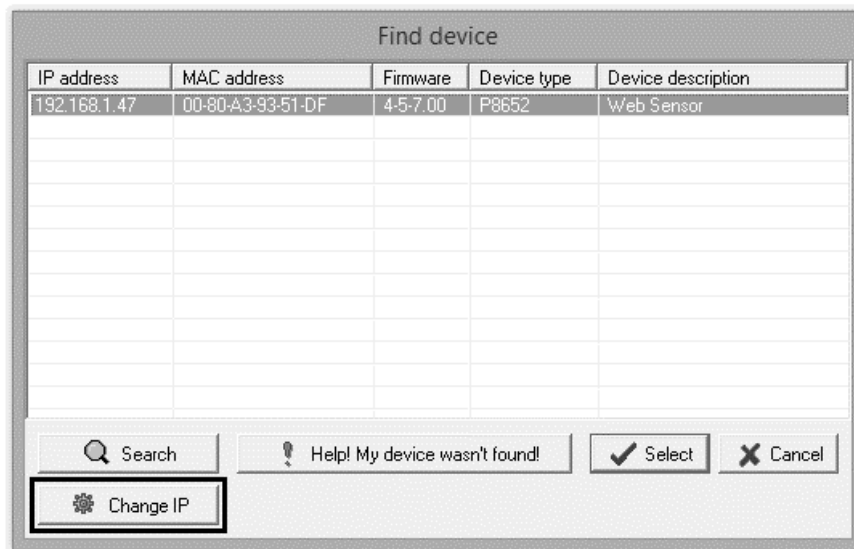 Find device
IP address MAC address Firmware Device type Device description
192.168.1.47 00-80-A3-93-51-DF 4-5-7.00 P8652 Web Sensor
Search Help! My device wasn't found! Select Cancel
Change IP